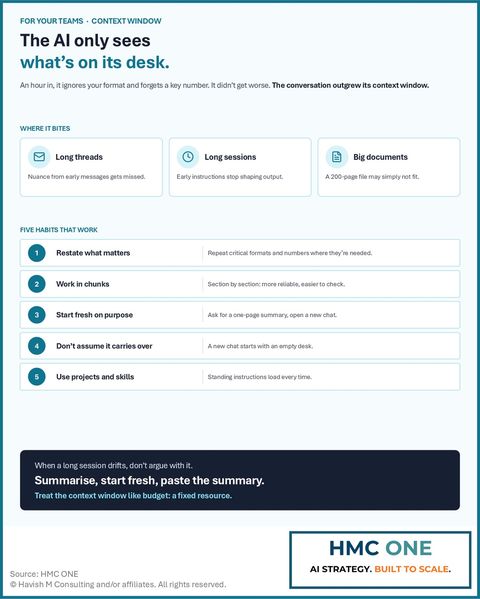 FOR YOUR TEAMS · CONTEXT WINDOW
The AI only sees
what's on its desk.
An hour in, it ignores your format and forgets a key number. It didn't get worse. The conversation outgrew its context window.
WHERE IT BITES
Long threads
Nuance from early messages gets missed.
Long sessions
Early instructions stop shaping output.
Big documents
A 200-page file may simply not fit.
FIVE HABITS THAT WORK
1 Restate what matters Repeat critical formats and numbers where they're needed.
2 Work in chunks Section by section: more reliable, easier to check.
3 Start fresh on purpose Ask for a one-page summary, open a new chat.
4 Don't assume it carries over A new chat starts with an empty desk.
5 Use projects and skills Standing instructions load every time.
When a long session drifts, don't argue with it.
Summarise, start fresh, paste the summary.
Treat the context window like budget: a fixed resource.
HMC ONE
AI STRATEGY. BUILT TO SCALE.
Source: HMC ONE
© Havish M Consulting and/or affiliates. All rights reserved.